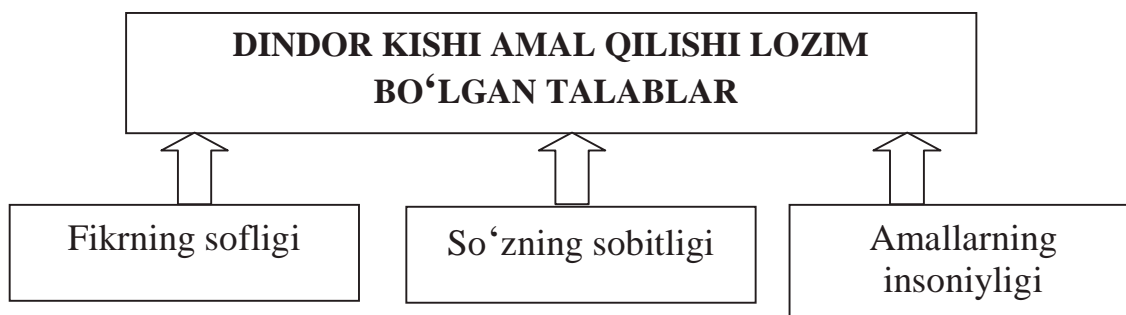 DINDOR KISHI AMAL QILISHI LOZIM
BO‘LGAN TALABLAR
Fikrning sofligi
So‘zning sobitligi
Amallarning
insoniyligi